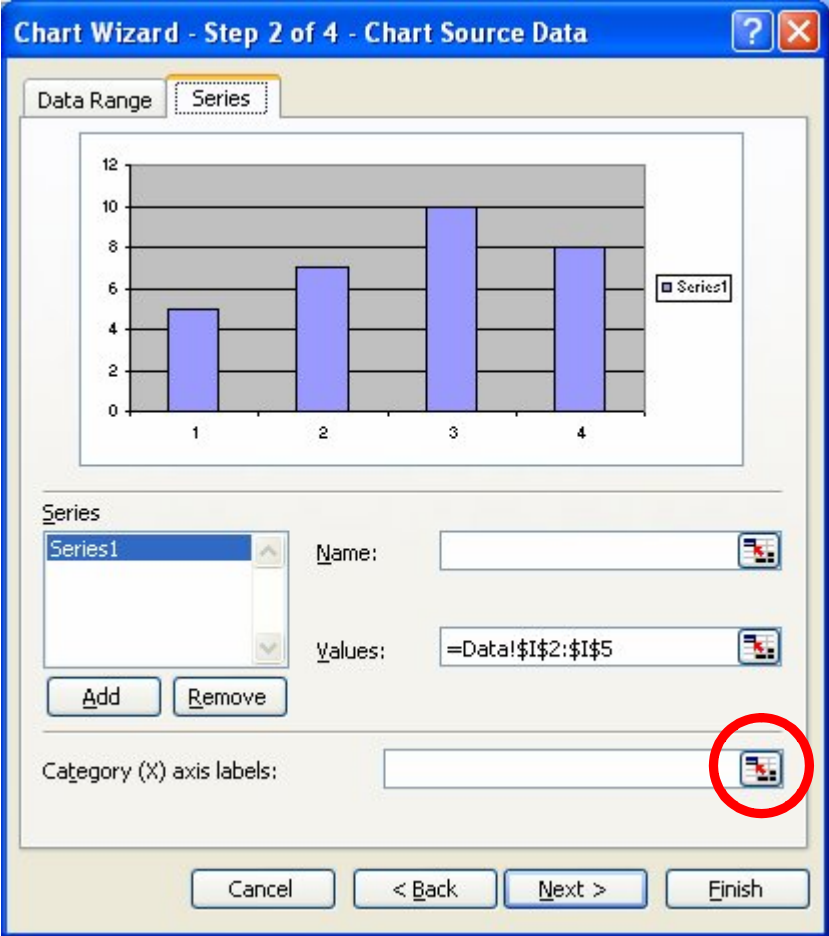 Chart Wizard - Step 2 of 4 - Chart Source Data ?
Data Range Series
12
10
8
6
4
2
0
1 2 3 4
Series1
Series
Series1
Name:
Values: =Data!$I$2:$I$5
Add Remove
Category (X) axis labels:
Cancel < Back Next > Finish